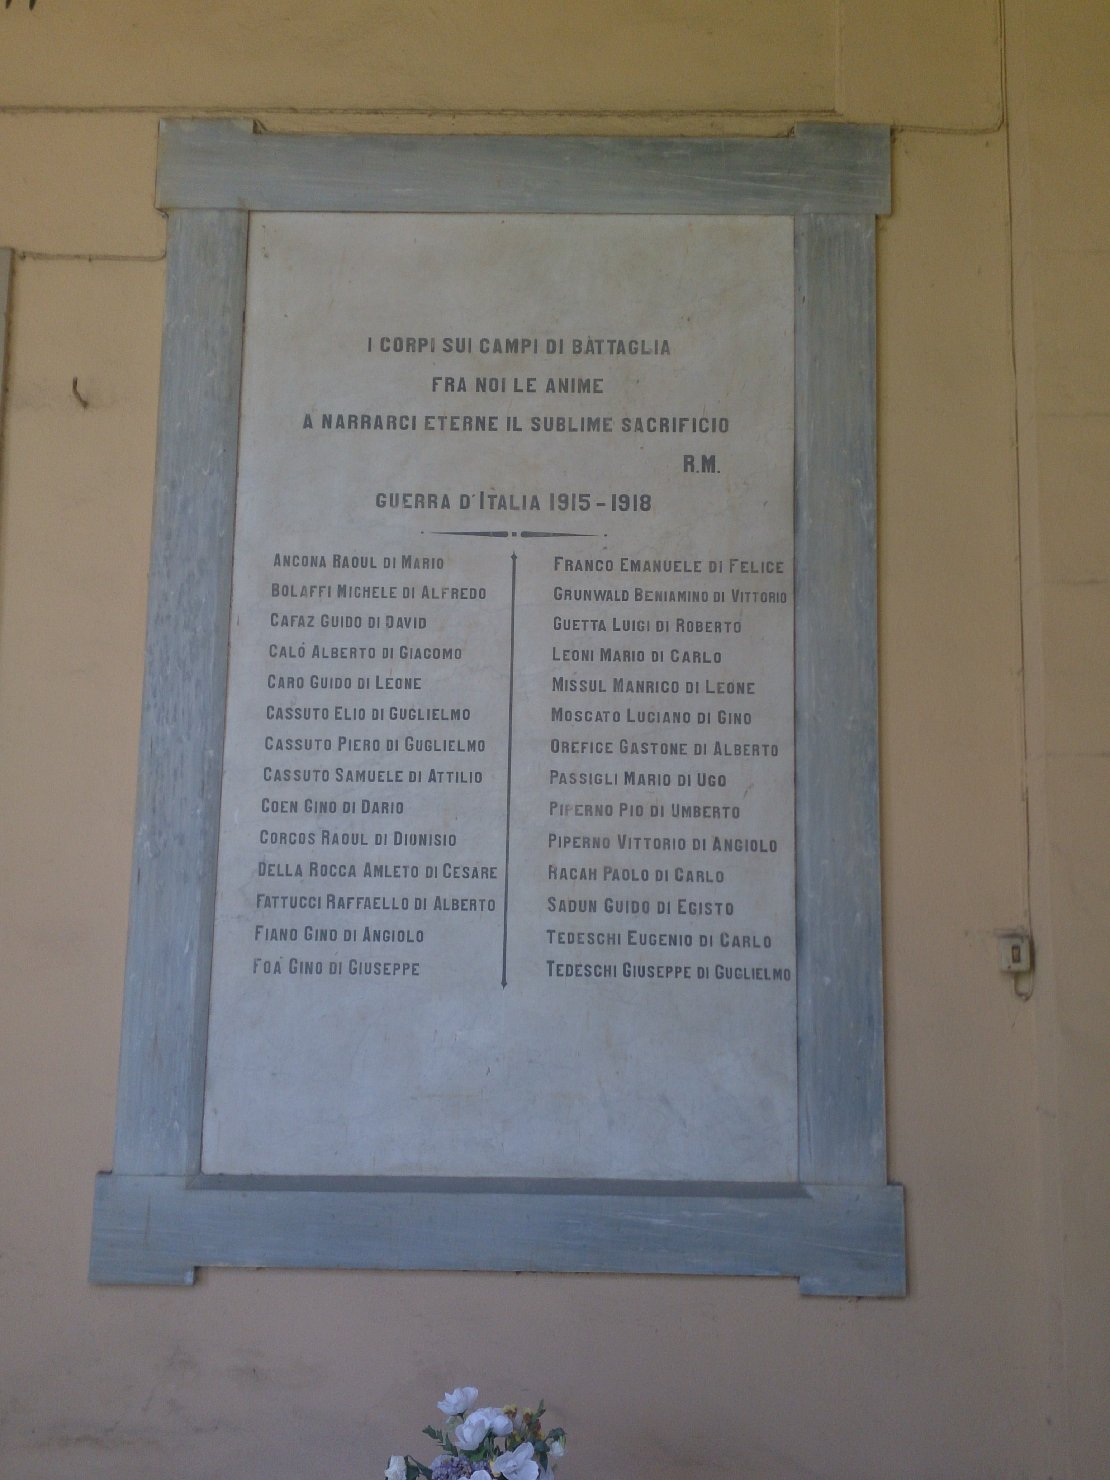 I CORPI SUI CAMPI DI BATTAGLIA
FRA NOI LE ANIME
A NARRARCI ETERNE IL SUBLIME SACRIFICIO
R.M.
GUERRA D'ITALIA 1915-1918
ANCONA RAOUL DI MARIO
BOLAFFI MICHELE DI ALFREDO
CAFAZ GUIDO DI DAVID
CALÓ ALBERTO DI GIACOMO
CARO GUIDO DI LEONE
CASSUTO ELIO DI GUGLIELMO
CASSUTO PIERO DI GUGLIELMO
CASSUTO SAMUELE DI ATTILIO
COEN GINO DI DARIO
CORCOS RAOUL DI DIONISIO
DELLA ROCCA AMLETO DI CESARE
FATTUCCI RAFFAELLO DI ALBERTO
FIANO GINO DI ANGIOLO
FOÀ GINO DI GIUSEPPE
FRANCO EMANUELE DI FELICE
GRUNWALD BENIAMINO DI VITTORIO
GUETTA LUIGI DI ROBERTO
LEONI MARIO DI CARLO
MISSUL MANRICO DI LEONE
MOSCATO LUCIANO DI GINO
OREFICE GASTONE DI ALBERTO
PASSIGLI MARIO DI UGO
PIPERNO PIO DI UMBERTO
PIPERNO VITTORIO DI ANGIOLO
RACAH PAOLO DI CARLO
SADUN GUIDO DI EGISTO
TEDESCHI EUGENIO DI CARLO
TEDESCHI GIUSEPPE DI GUGLIELMO